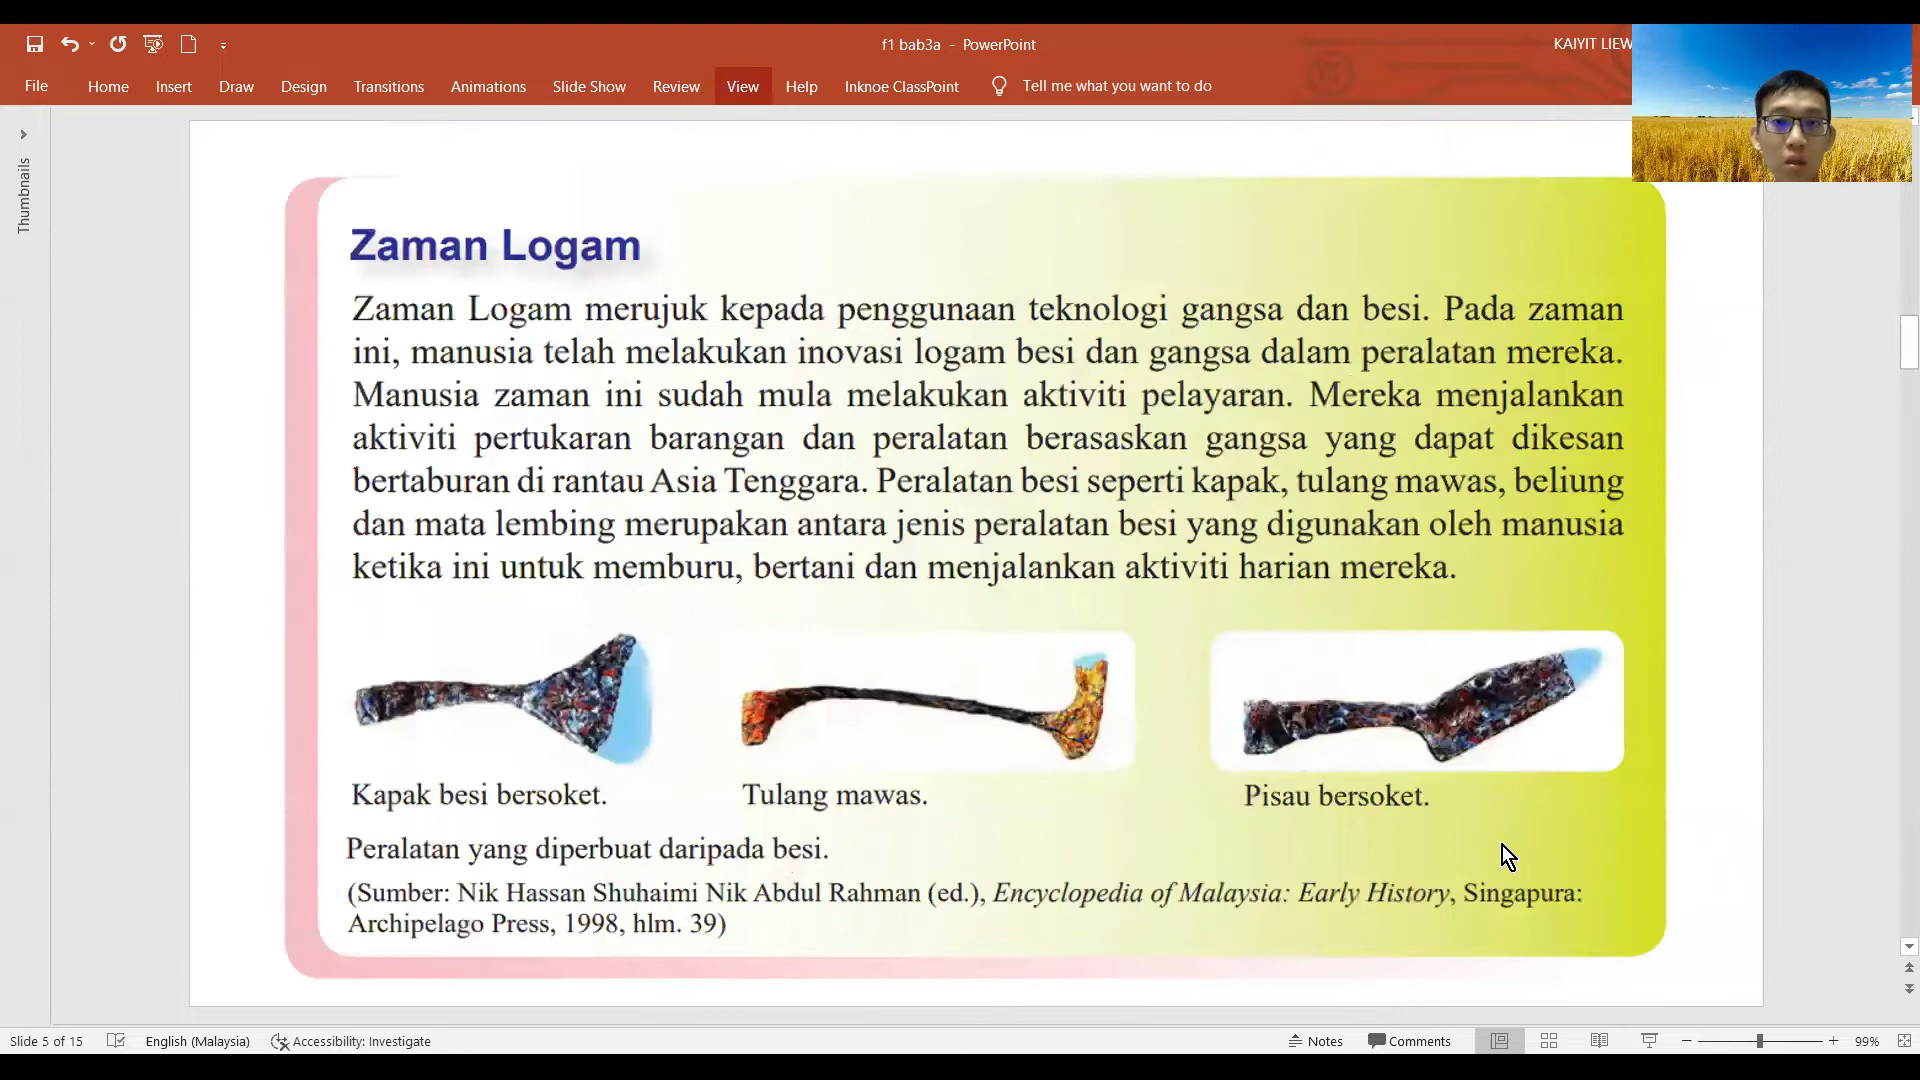 f1 bab3a - PowerPoint
KAIYIT LIEW
File Home Insert Draw Design Transitions Animations Slide Show Review View Help Inknoe ClassPoint Tell me what you want to do
Thumbnails
Zaman Logam
Zaman Logam merujuk kepada penggunaan teknologi gangsa dan besi. Pada zaman
ini, manusia telah melakukan inovasi logam besi dan gangsa dalam peralatan mereka.
Manusia zaman ini sudah mula melakukan aktiviti pelayaran. Mereka menjalankan
aktiviti pertukaran barangan dan peralatan berasaskan gangsa yang dapat dikesan
bertaburan di rantau Asia Tenggara. Peralatan besi seperti kapak, tulang mawas, beliung
dan mata lembing merupakan antara jenis peralatan besi yang digunakan oleh manusia
ketika ini untuk memburu, bertani dan menjalankan aktiviti harian mereka.
Kapak besi bersoket.
Tulang mawas.
Pisau bersoket.
Peralatan yang diperbuat daripada besi.
(Sumber: Nik Hassan Shuhaimi Nik Abdul Rahman (ed.), Encyclopedia of Malaysia: Early History, Singapura:
Archipelago Press, 1998, hlm. 39)
Slide 5 of 15 English (Malaysia) Accessibility: Investigate Notes Comments 99%